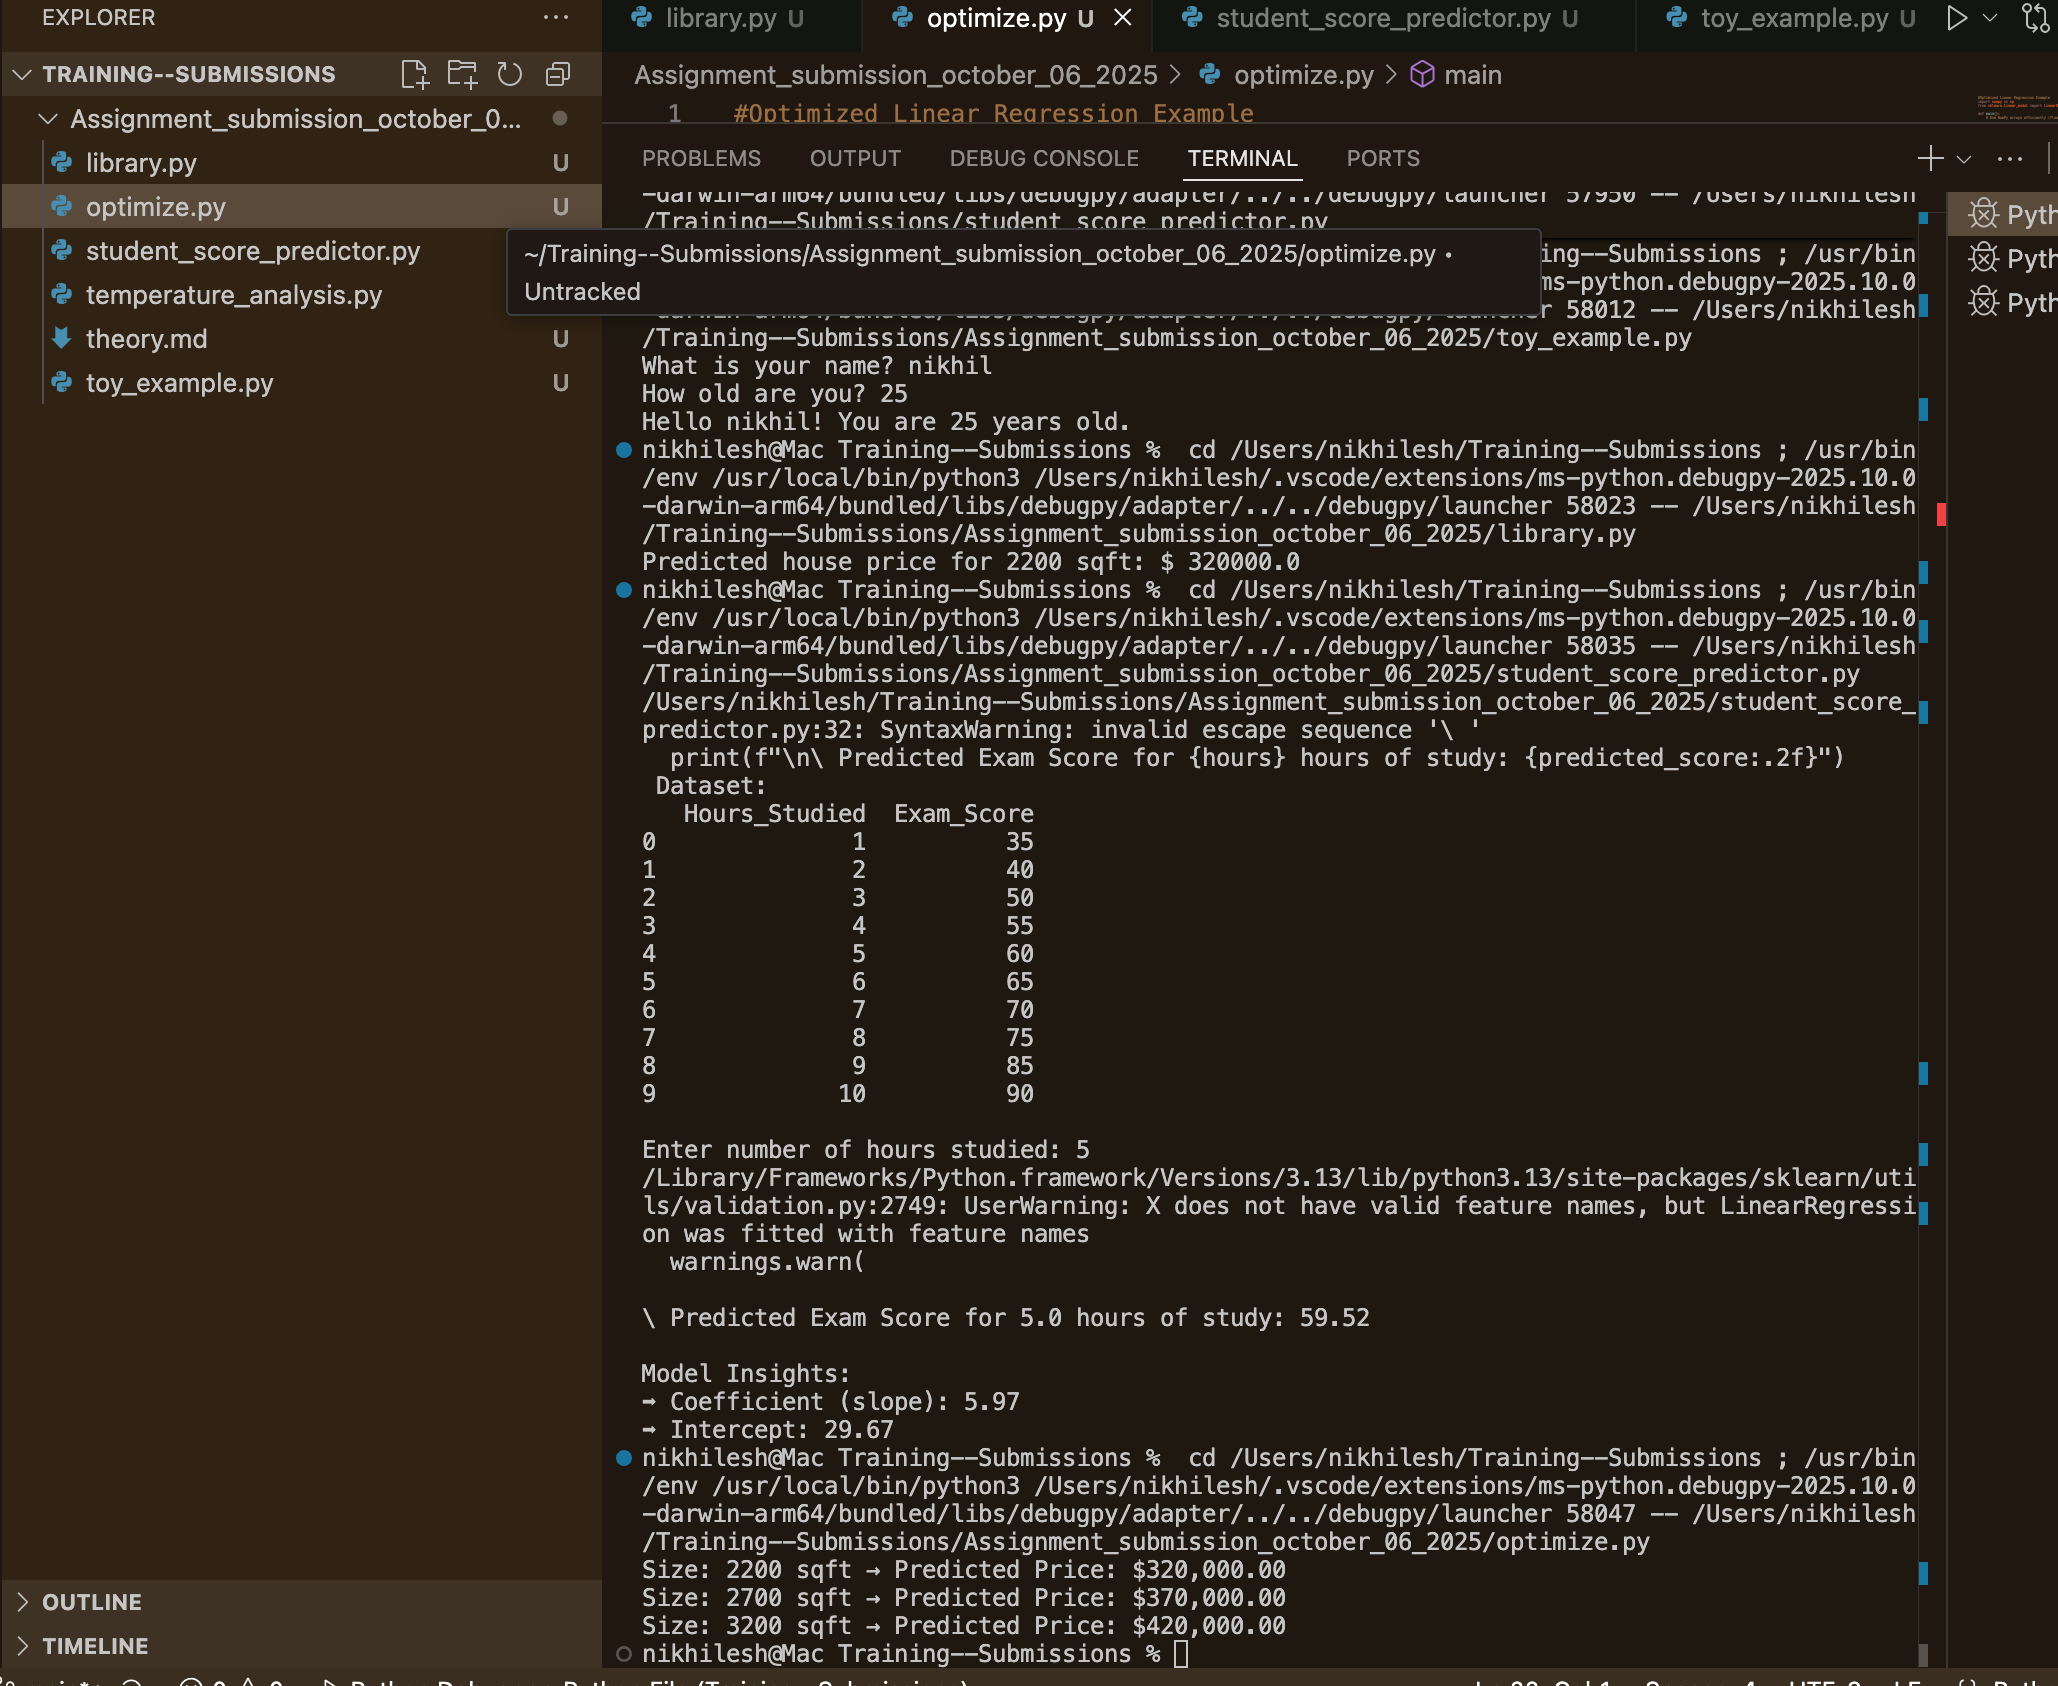 EXPLORER
TRAINING--SUBMISSIONS
Assignment_submission_october_0...
library.py U
optimize.py U
student_score_predictor.py
temperature_analysis.py
theory.md U
toy_example.py U
OUTLINE
TIMELINE
library.py U
optimize.py U
student_score_predictor.py U
toy_example.py U
Assignment_submission_october_06_2025 > optimize.py > main
1 #Optimized Linear Regression Example
PROBLEMS OUTPUT DEBUG CONSOLE TERMINAL PORTS
-darwin-arm64/bundled/libs/debugpy/adapter/../../debugpy/launcher 57950 -- /Users/nikhilesh
/Training--Submissions/student_score_predictor.py
~/Training--Submissions/Assignment_submission_october_06_2025/optimize.py •
Untracked
ing--Submissions ; /usr/bin
ms-python.debugpy-2025.10.0
-darwin-arm64/bundled/libs/debugpy/adapter/../../debugpy/launcher 58012 -- /Users/nikhilesh
/Training--Submissions/Assignment_submission_october_06_2025/toy_example.py
What is your name? nikhil
How old are you? 25
Hello nikhil! You are 25 years old.
nikhilesh@Mac Training--Submissions % cd /Users/nikhilesh/Training--Submissions ; /usr/bin
/env /usr/local/bin/python3 /Users/nikhilesh/.vscode/extensions/ms-python.debugpy-2025.10.0
-darwin-arm64/bundled/libs/debugpy/adapter/../../debugpy/launcher 58023 -- /Users/nikhilesh
/Training--Submissions/Assignment_submission_october_06_2025/library.py
Predicted house price for 2200 sqft: $ 320000.0
nikhilesh@Mac Training--Submissions % cd /Users/nikhilesh/Training--Submissions ; /usr/bin
/env /usr/local/bin/python3 /Users/nikhilesh/.vscode/extensions/ms-python.debugpy-2025.10.0
-darwin-arm64/bundled/libs/debugpy/adapter/../../debugpy/launcher 58035 -- /Users/nikhilesh
/Training--Submissions/Assignment_submission_october_06_2025/student_score_predictor.py
/Users/nikhilesh/Training--Submissions/Assignment_submission_october_06_2025/student_score_
predictor.py:32: SyntaxWarning: invalid escape sequence '\ '
print(f"\n\ Predicted Exam Score for {hours} hours of study: {predicted_score:.2f}")
Dataset:
Hours_Studied Exam_Score
0 1 35
1 2 40
2 3 50
3 4 55
4 5 60
5 6 65
6 7 70
7 8 75
8 9 85
9 10 90
Enter number of hours studied: 5
/Library/Frameworks/Python.framework/Versions/3.13/lib/python3.13/site-packages/sklearn/uti
ls/validation.py:2749: UserWarning: X does not have valid feature names, but LinearRegressi
on was fitted with feature names
warnings.warn(
\ Predicted Exam Score for 5.0 hours of study: 59.52
Model Insights:
➡ Coefficient (slope): 5.97
➡ Intercept: 29.67
nikhilesh@Mac Training--Submissions % cd /Users/nikhilesh/Training--Submissions ; /usr/bin
/env /usr/local/bin/python3 /Users/nikhilesh/.vscode/extensions/ms-python.debugpy-2025.10.0
-darwin-arm64/bundled/libs/debugpy/adapter/../../debugpy/launcher 58047 -- /Users/nikhilesh
/Training--Submissions/Assignment_submission_october_06_2025/optimize.py
Size: 2200 sqft → Predicted Price: $320,000.00
Size: 2700 sqft → Predicted Price: $370,000.00
Size: 3200 sqft → Predicted Price: $420,000.00
nikhilesh@Mac Training--Submissions %
Pyth
Pyth
Pyth